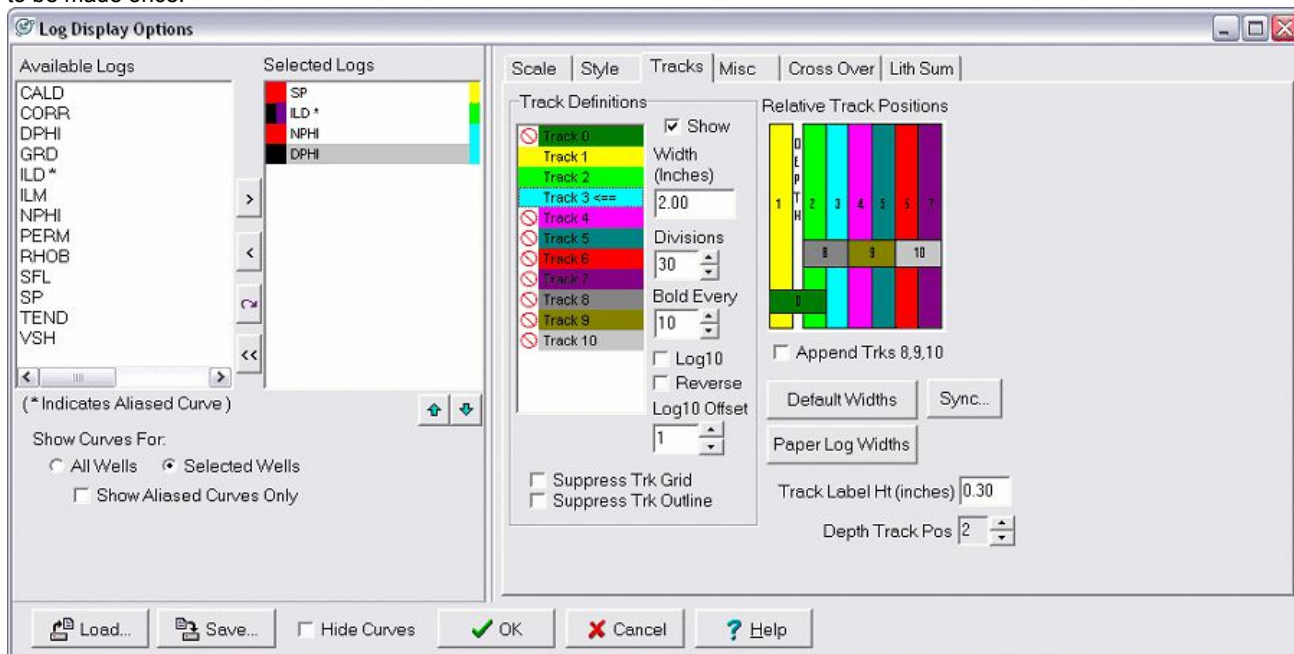 to be made once.
Log Display Options
Available Logs
CALD
CORR
DPHI
GRD
ILD *
ILM
NPHI
PERM
RHOB
SFL
SP
TEND
VSH
>
<
<<
(* Indicates Aliased Curve)
Show Curves For:
All Wells Selected Wells
Show Aliased Curves Only
Selected Logs
SP
ILD *
NPHI
DPHI
Scale Style Tracks Misc Cross Over Lith Sum
Track Definitions
Track 0
Track 1
Track 2
Track 3 <==
Track 4
Track 5
Track 6
Track 7
Track 8
Track 9
Track 10
Show
Width
(Inches)
2.00
Divisions
30
Bold Every
10
Log10
Reverse
Log10 Offset
1
Suppress Trk Grid
Suppress Trk Outline
Relative Track Positions
DEPTH
1 2 3 4 5 6 7
8 9 10
0
Append Trks 8,9,10
Default Widths Sync...
Paper Log Widths
Track Label Ht (inches) 0.30
Depth Track Pos 2
Load... Save... Hide Curves OK Cancel Help